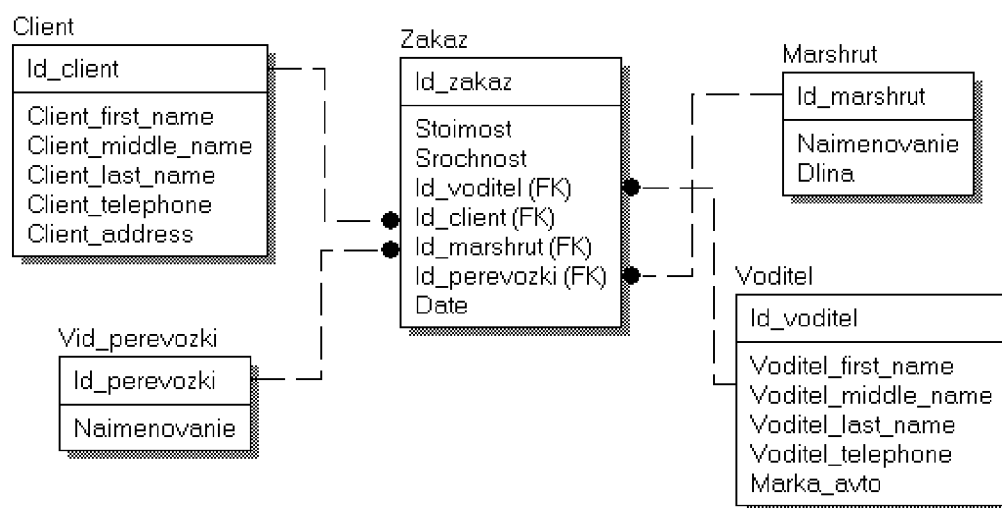 Client
Id_client
Client_first_name
Client_middle_name
Client_last_name
Client_telephone
Client_address
Vid_perevozki
Id_perevozki
Naimenovanie
Zakaz
Id_zakaz
Stoimost
Srochnost
Id_voditel (FK)
Id_client (FK)
Id_marshrut (FK)
Id_perevozki (FK)
Date
Marshrut
Id_marshrut
Naimenovanie
Dlina
Voditel
Id_voditel
Voditel_first_name
Voditel_middle_name
Voditel_last_name
Voditel_telephone
Marka_avto